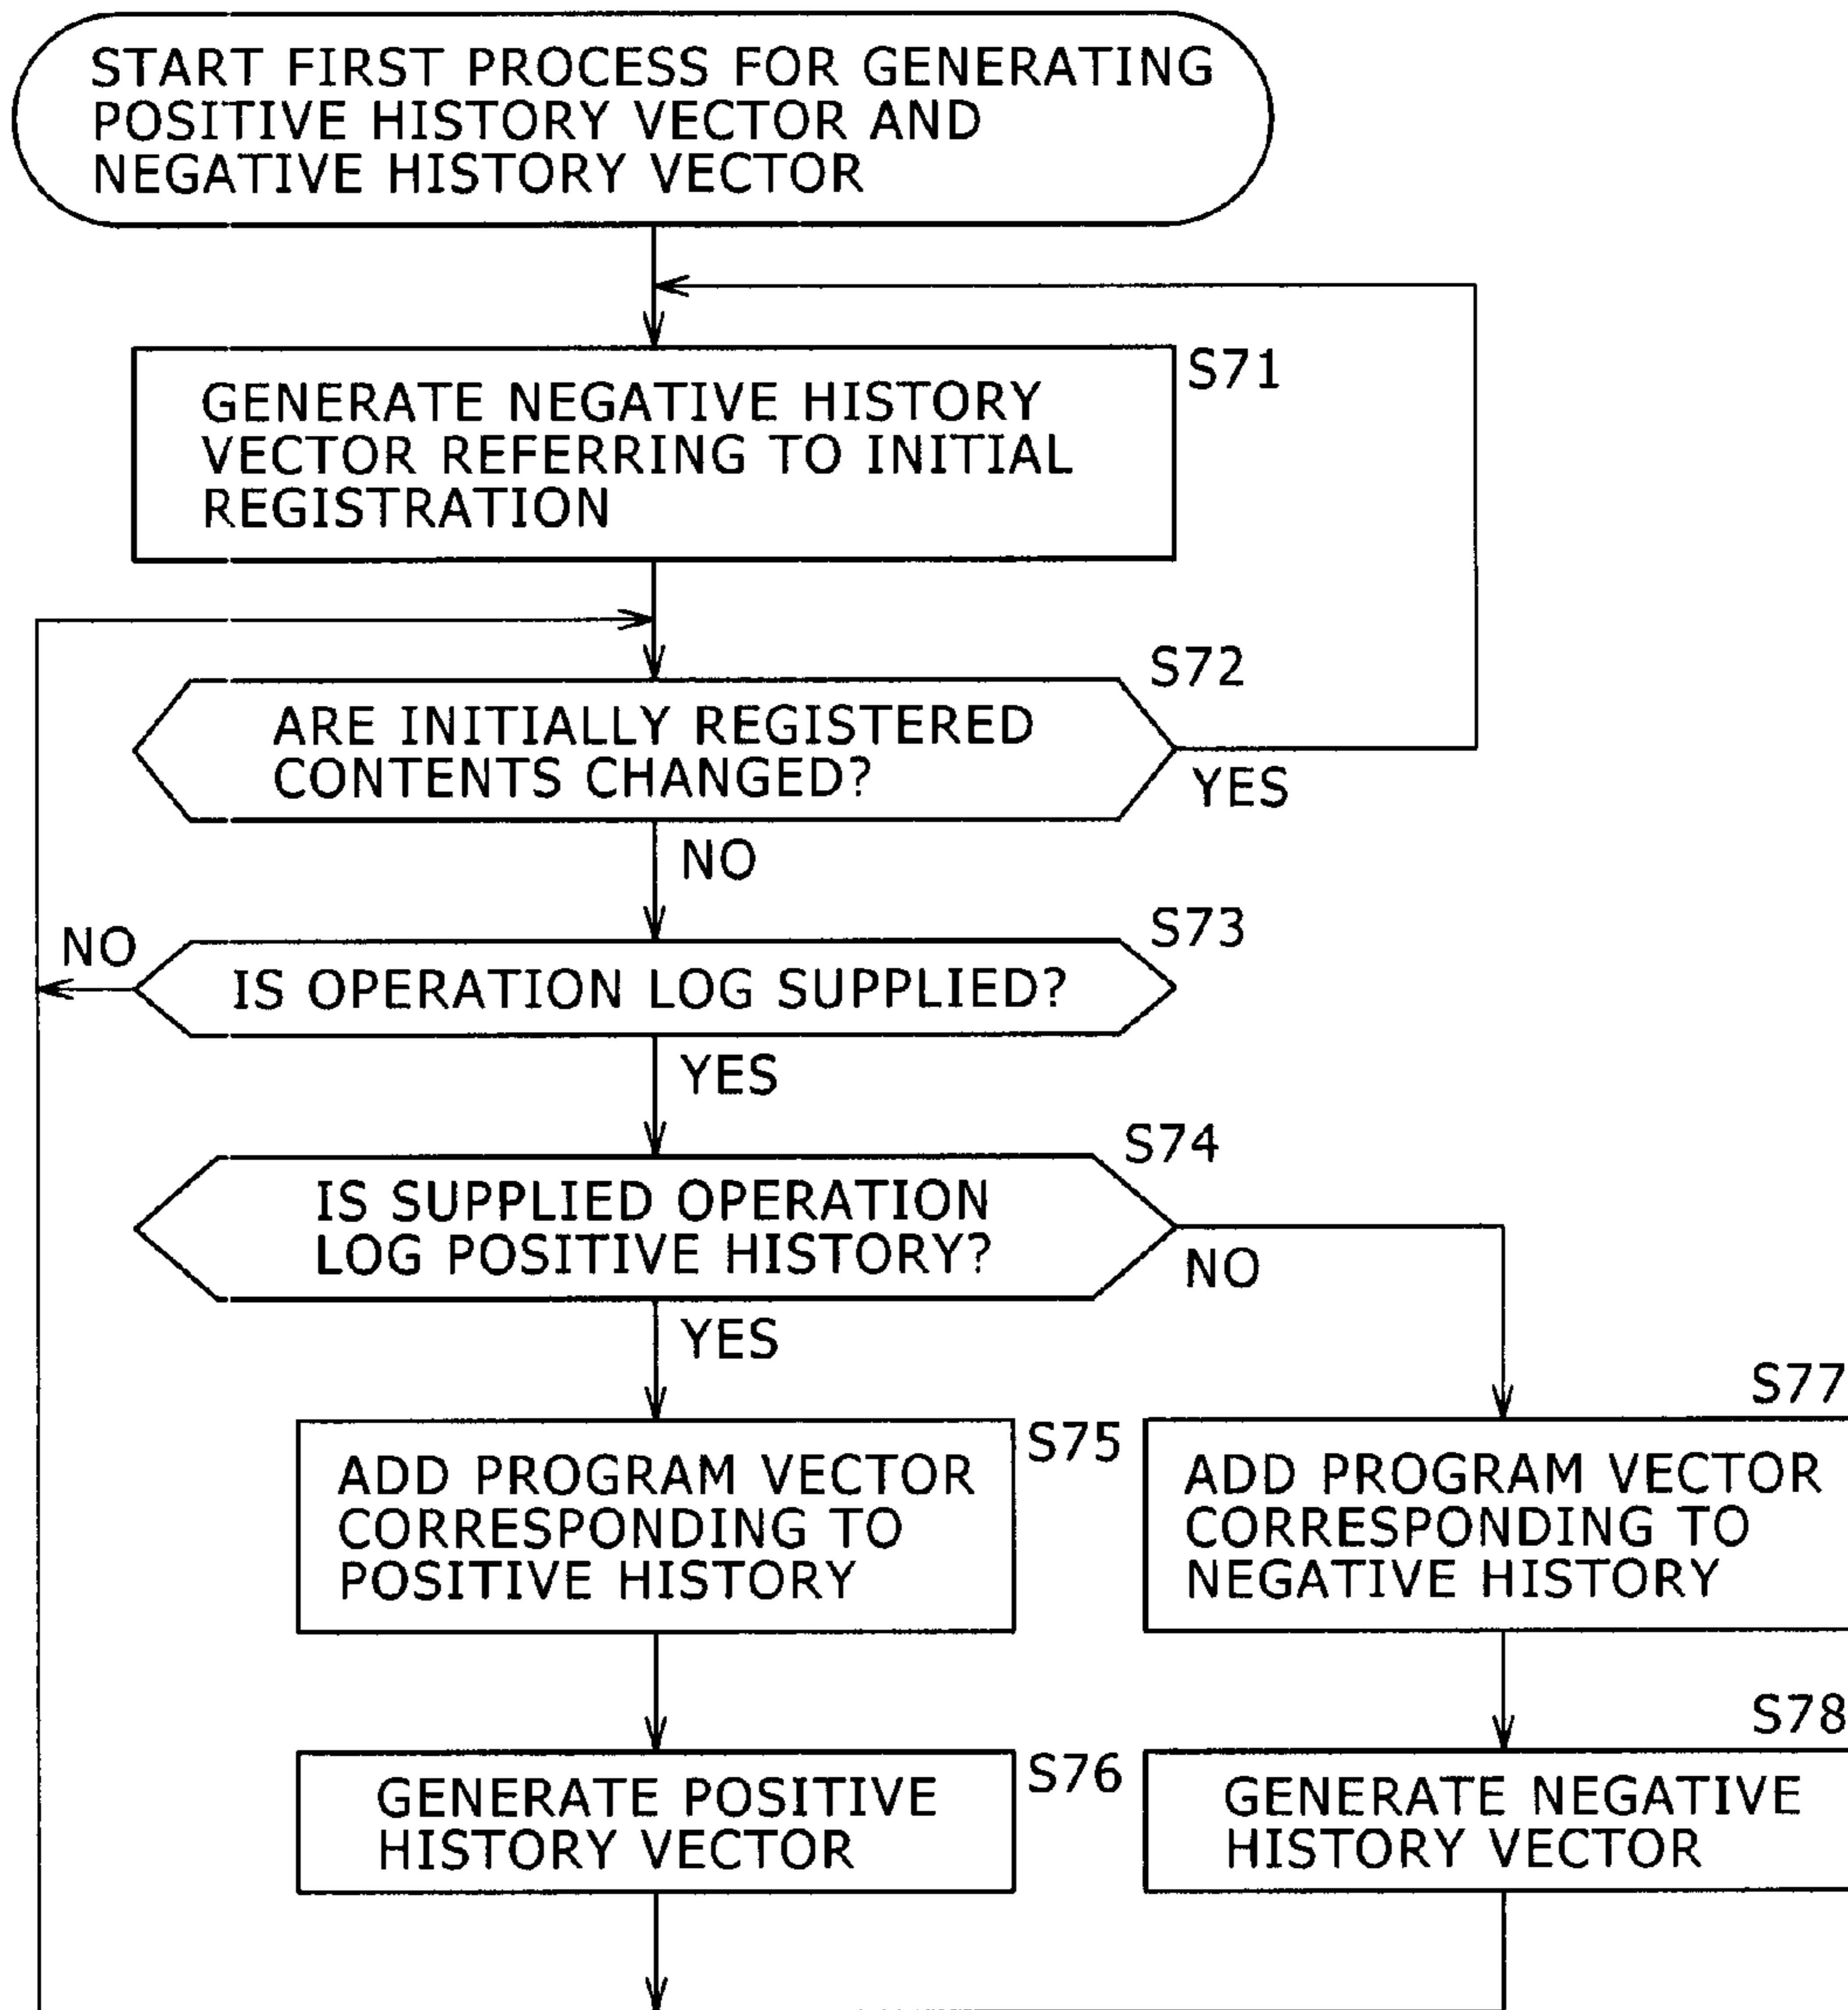 START FIRST PROCESS FOR GENERATING
POSITIVE HISTORY VECTOR AND
NEGATIVE HISTORY VECTOR
S71
GENERATE NEGATIVE HISTORY
VECTOR REFERRING TO INITIAL
REGISTRATION
S72
ARE INITIALLY REGISTERED
CONTENTS CHANGED?
YES
NO
S73
NO
IS OPERATION LOG SUPPLIED?
YES
S74
IS SUPPLIED OPERATION
LOG POSITIVE HISTORY?
NO
YES
S75
ADD PROGRAM VECTOR
CORRESPONDING TO
POSITIVE HISTORY
S77
ADD PROGRAM VECTOR
CORRESPONDING TO
NEGATIVE HISTORY
S76
GENERATE POSITIVE
HISTORY VECTOR
S78
GENERATE NEGATIVE
HISTORY VECTOR